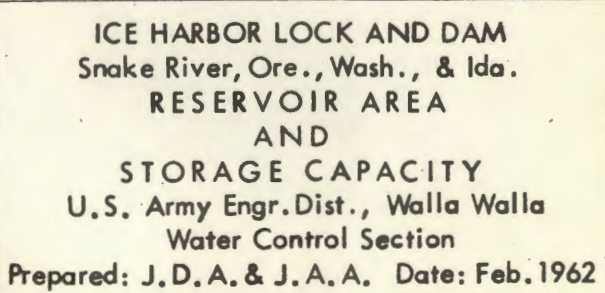 ICE HARBOR LOCK AND DAM
Snake River, Ore., Wash., & Ida.
RESERVOIR AREA
AND
STORAGE CAPACITY
U.S. Army Engr. Dist., Walla Walla
Water Control Section
Prepared: J.D.A. & J.A.A. Date: Feb. 1962